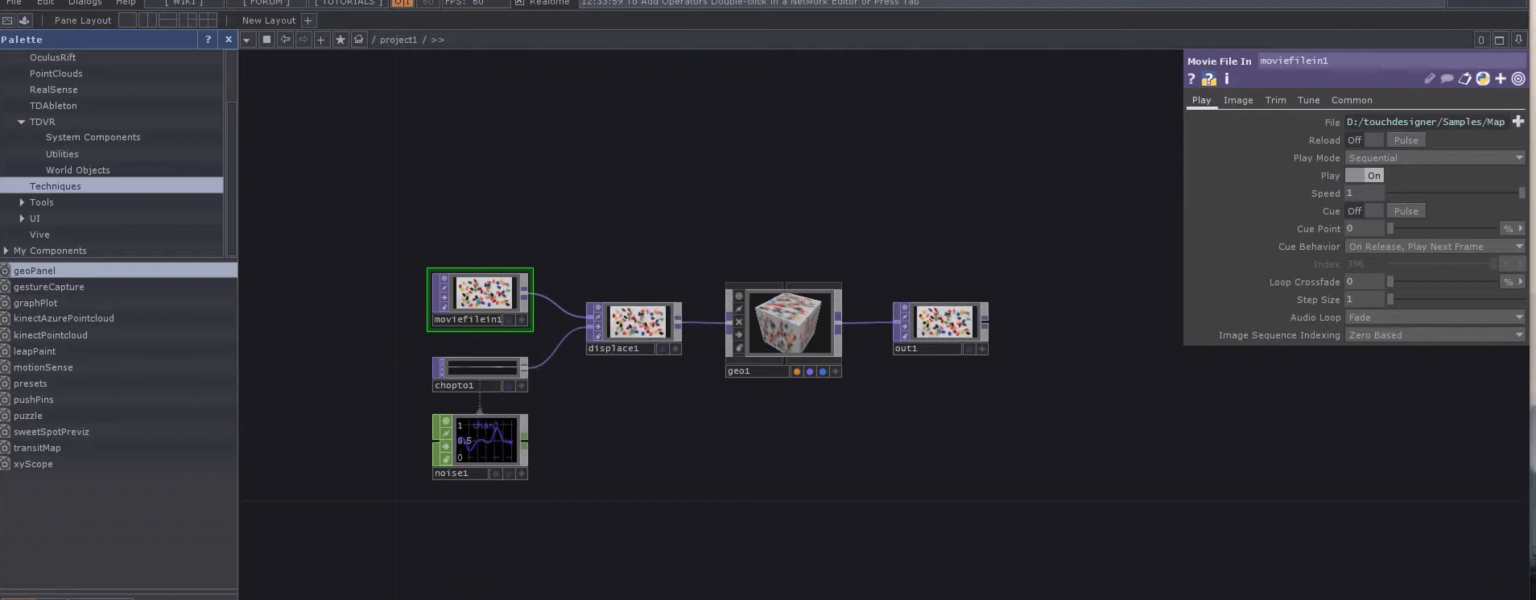 File Edit Dialogs Help [ WIKI ] [ FORUM ] [ TUTORIALS ] O|I 60 FPS: 60 Realtime 12:33:59 To Add Operators Double-click in a Network Editor or Press Tab
Pane Layout New Layout +
Palette ? x
/ project1 / >>
0
OculusRift
PointClouds
RealSense
TDAbleton
TDVR
System Components
Utilities
World Objects
Techniques
Tools
UI
Vive
My Components
geoPanel
gestureCapture
graphPlot
kinectAzurePointcloud
kinectPointcloud
leapPaint
motionSense
presets
pushPins
puzzle
sweetSpotPreviz
transitMap
xyScope
moviefilein1
displace1
chopto1
1 chan1
0.5
0
noise1
geo1
out1
Movie File In moviefilein1
? ? i
Play Image Trim Tune Common
File D:/touchdesigner/Samples/Map
Reload Off Pulse
Play Mode Sequential
Play On
Speed 1
Cue Off Pulse
Cue Point 0 %
Cue Behavior On Release, Play Next Frame
Index 396
Loop Crossfade 0 %
Step Size 1
Audio Loop Fade
Image Sequence Indexing Zero Based